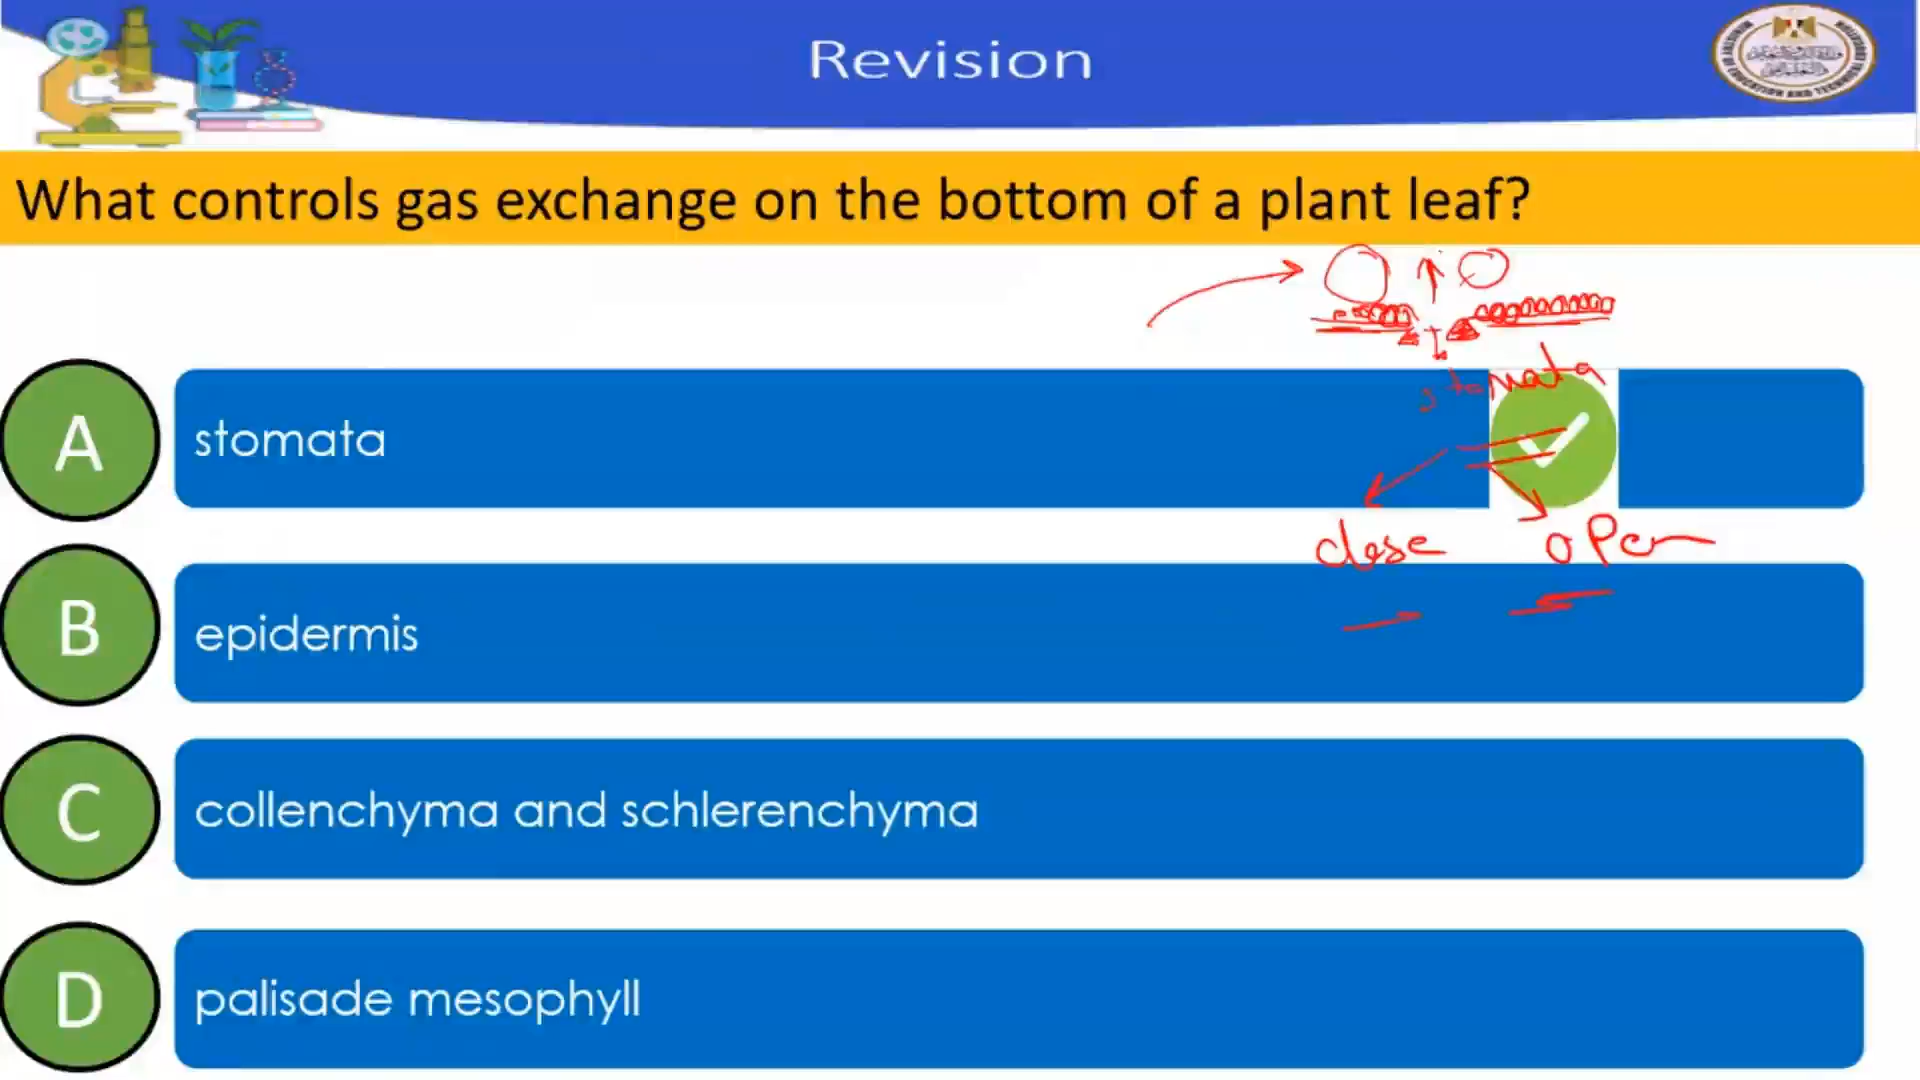 Revision
What controls gas exchange on the bottom of a plant leaf?
stomata
A
stomata
close
open
B
epidermis
C
collenchyma and schlerenchyma
D
palisade mesophyll